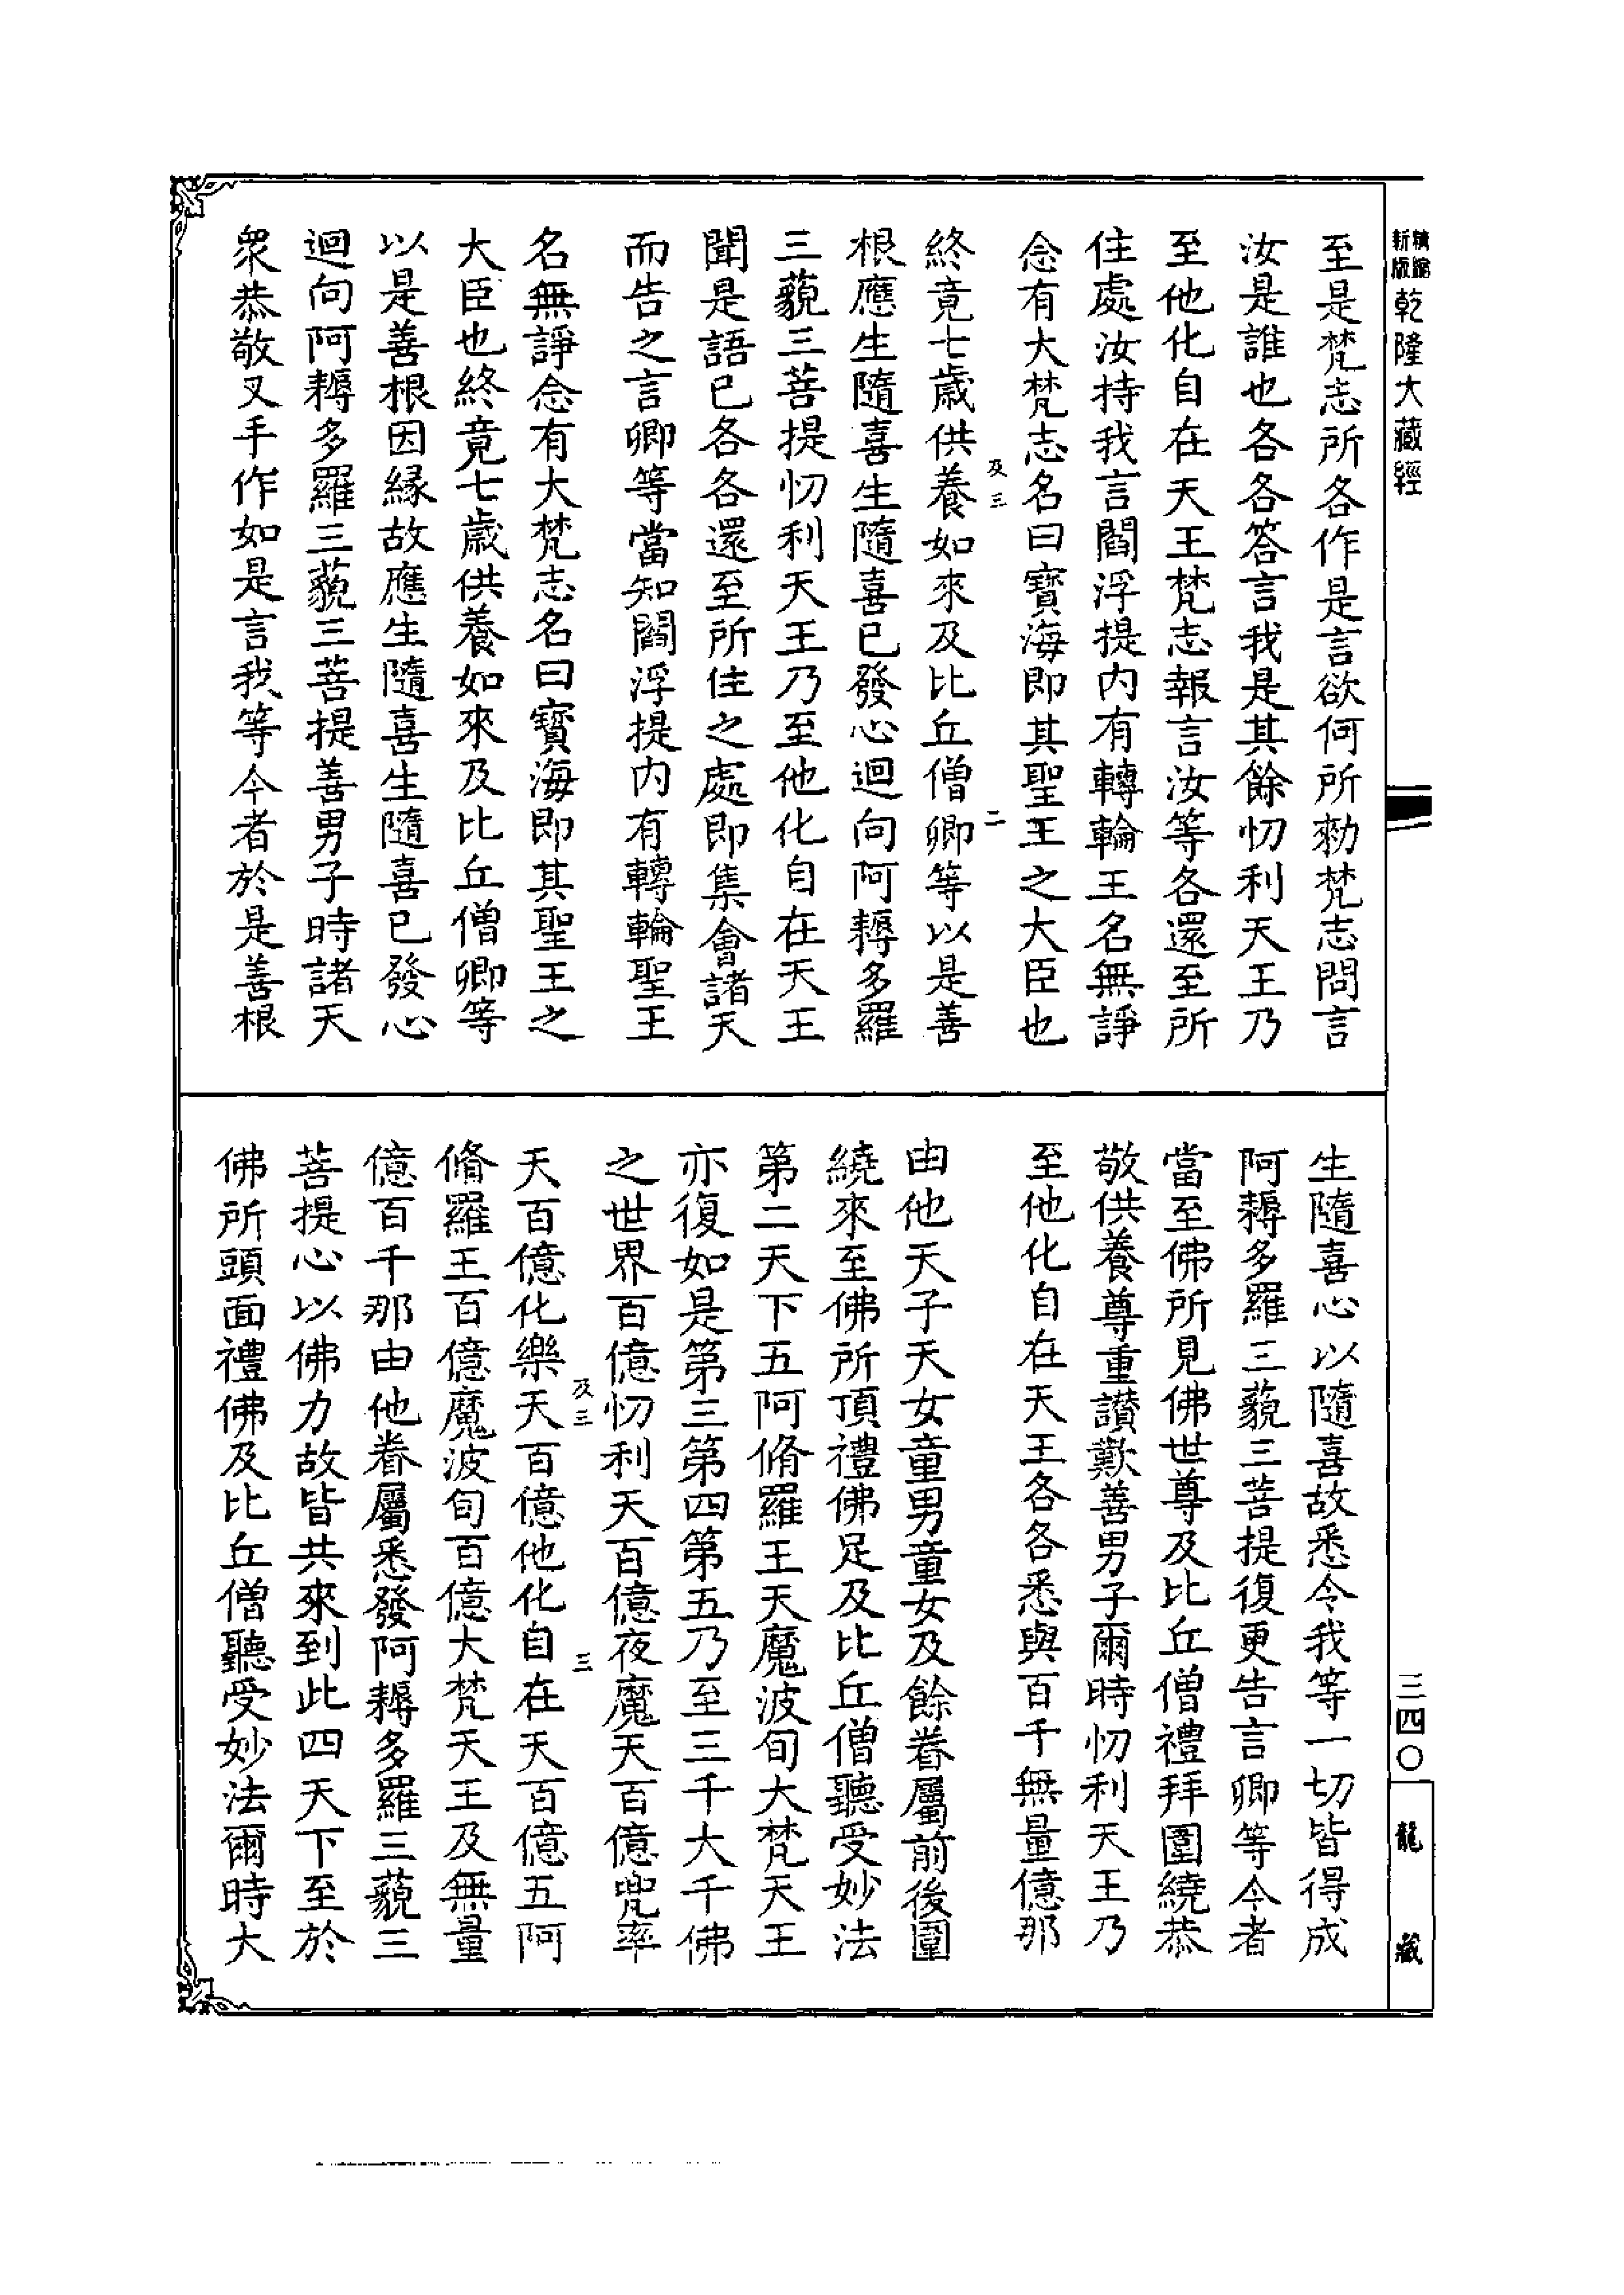 新版精縮乾隆大藏經
至是梵志所各作是言欲何所勑梵志問言
汝是誰也各各答言我是其餘忉利天王乃
至他化自在天王梵志報言汝等各還至所
住處汝持我言閻浮提内有轉輪王名無諍
念有大梵志名曰寶海即其聖王之大臣也
及三 二
終竟七歲供養如來及比丘僧卿等以是善
根應生隨喜生隨喜已發心迴向阿耨多羅
三藐三菩提忉利天王乃至他化自在天王
聞是語已各各還至所住之處即集會諸天
而告之言卿等當知閻浮提内有轉輪聖王
名無諍念有大梵志名曰寶海即其聖王之
大臣也終竟七歲供養如來及比丘僧卿等
以是善根因緣故應生隨喜生隨喜已發心
迴向阿耨多羅三藐三菩提善男子時諸天
衆恭敬叉手作如是言我等今者於是善根
生隨喜心以隨喜故悉令我等一切皆得成
阿耨多羅三藐三菩提復更告言卿等今者
當至佛所見佛世尊及比丘僧禮拜圍繞恭
敬供養尊重讃歎善男子爾時忉利天王乃
至他化自在天王各各悉與百千無量億那
由他天子天女童男童女及餘眷屬前後圍
繞來至佛所頂禮佛足及比丘僧聽受妙法
第二天下五阿脩羅王天魔波旬大梵天王
亦復如是第三第四第五乃至三千大千佛
之世界百億忉利天百億夜魔天百億兜率
及三 三
天百億化樂天百億他化自在天百億五阿
脩羅王百億魔波旬百億大梵天王及無量
億百千那由他眷屬悉發阿耨多羅三藐三
菩提心以佛力故皆共來到此四天下至於
佛所頭面禮佛及比丘僧聽受妙法爾時大
三四〇
龍藏